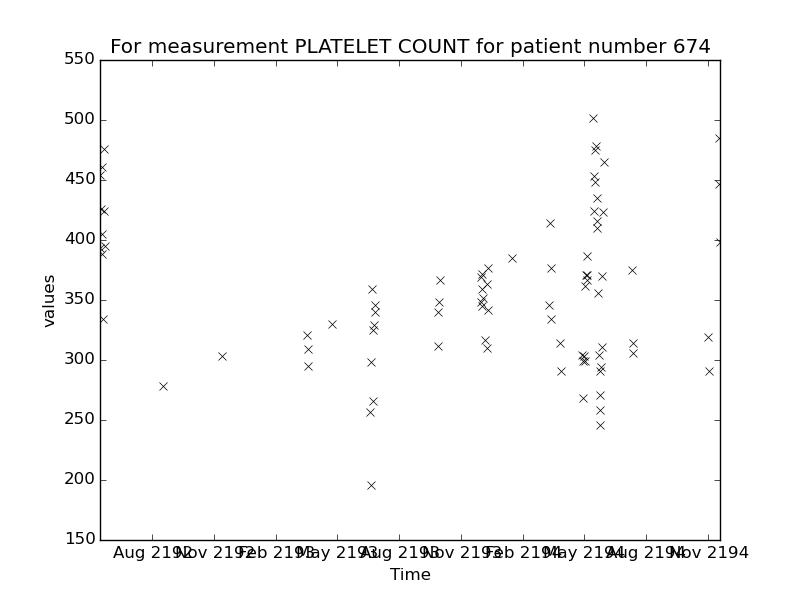 For measurement PLATELET COUNT for patient number 674
550
500
450
400
350
300
250
200
150
values
Aug 2192 Nov 2192 Feb 2193 May 2193 Aug 2193 Nov 2193 Feb 2194 May 2194 Aug 2194 Nov 2194
Time